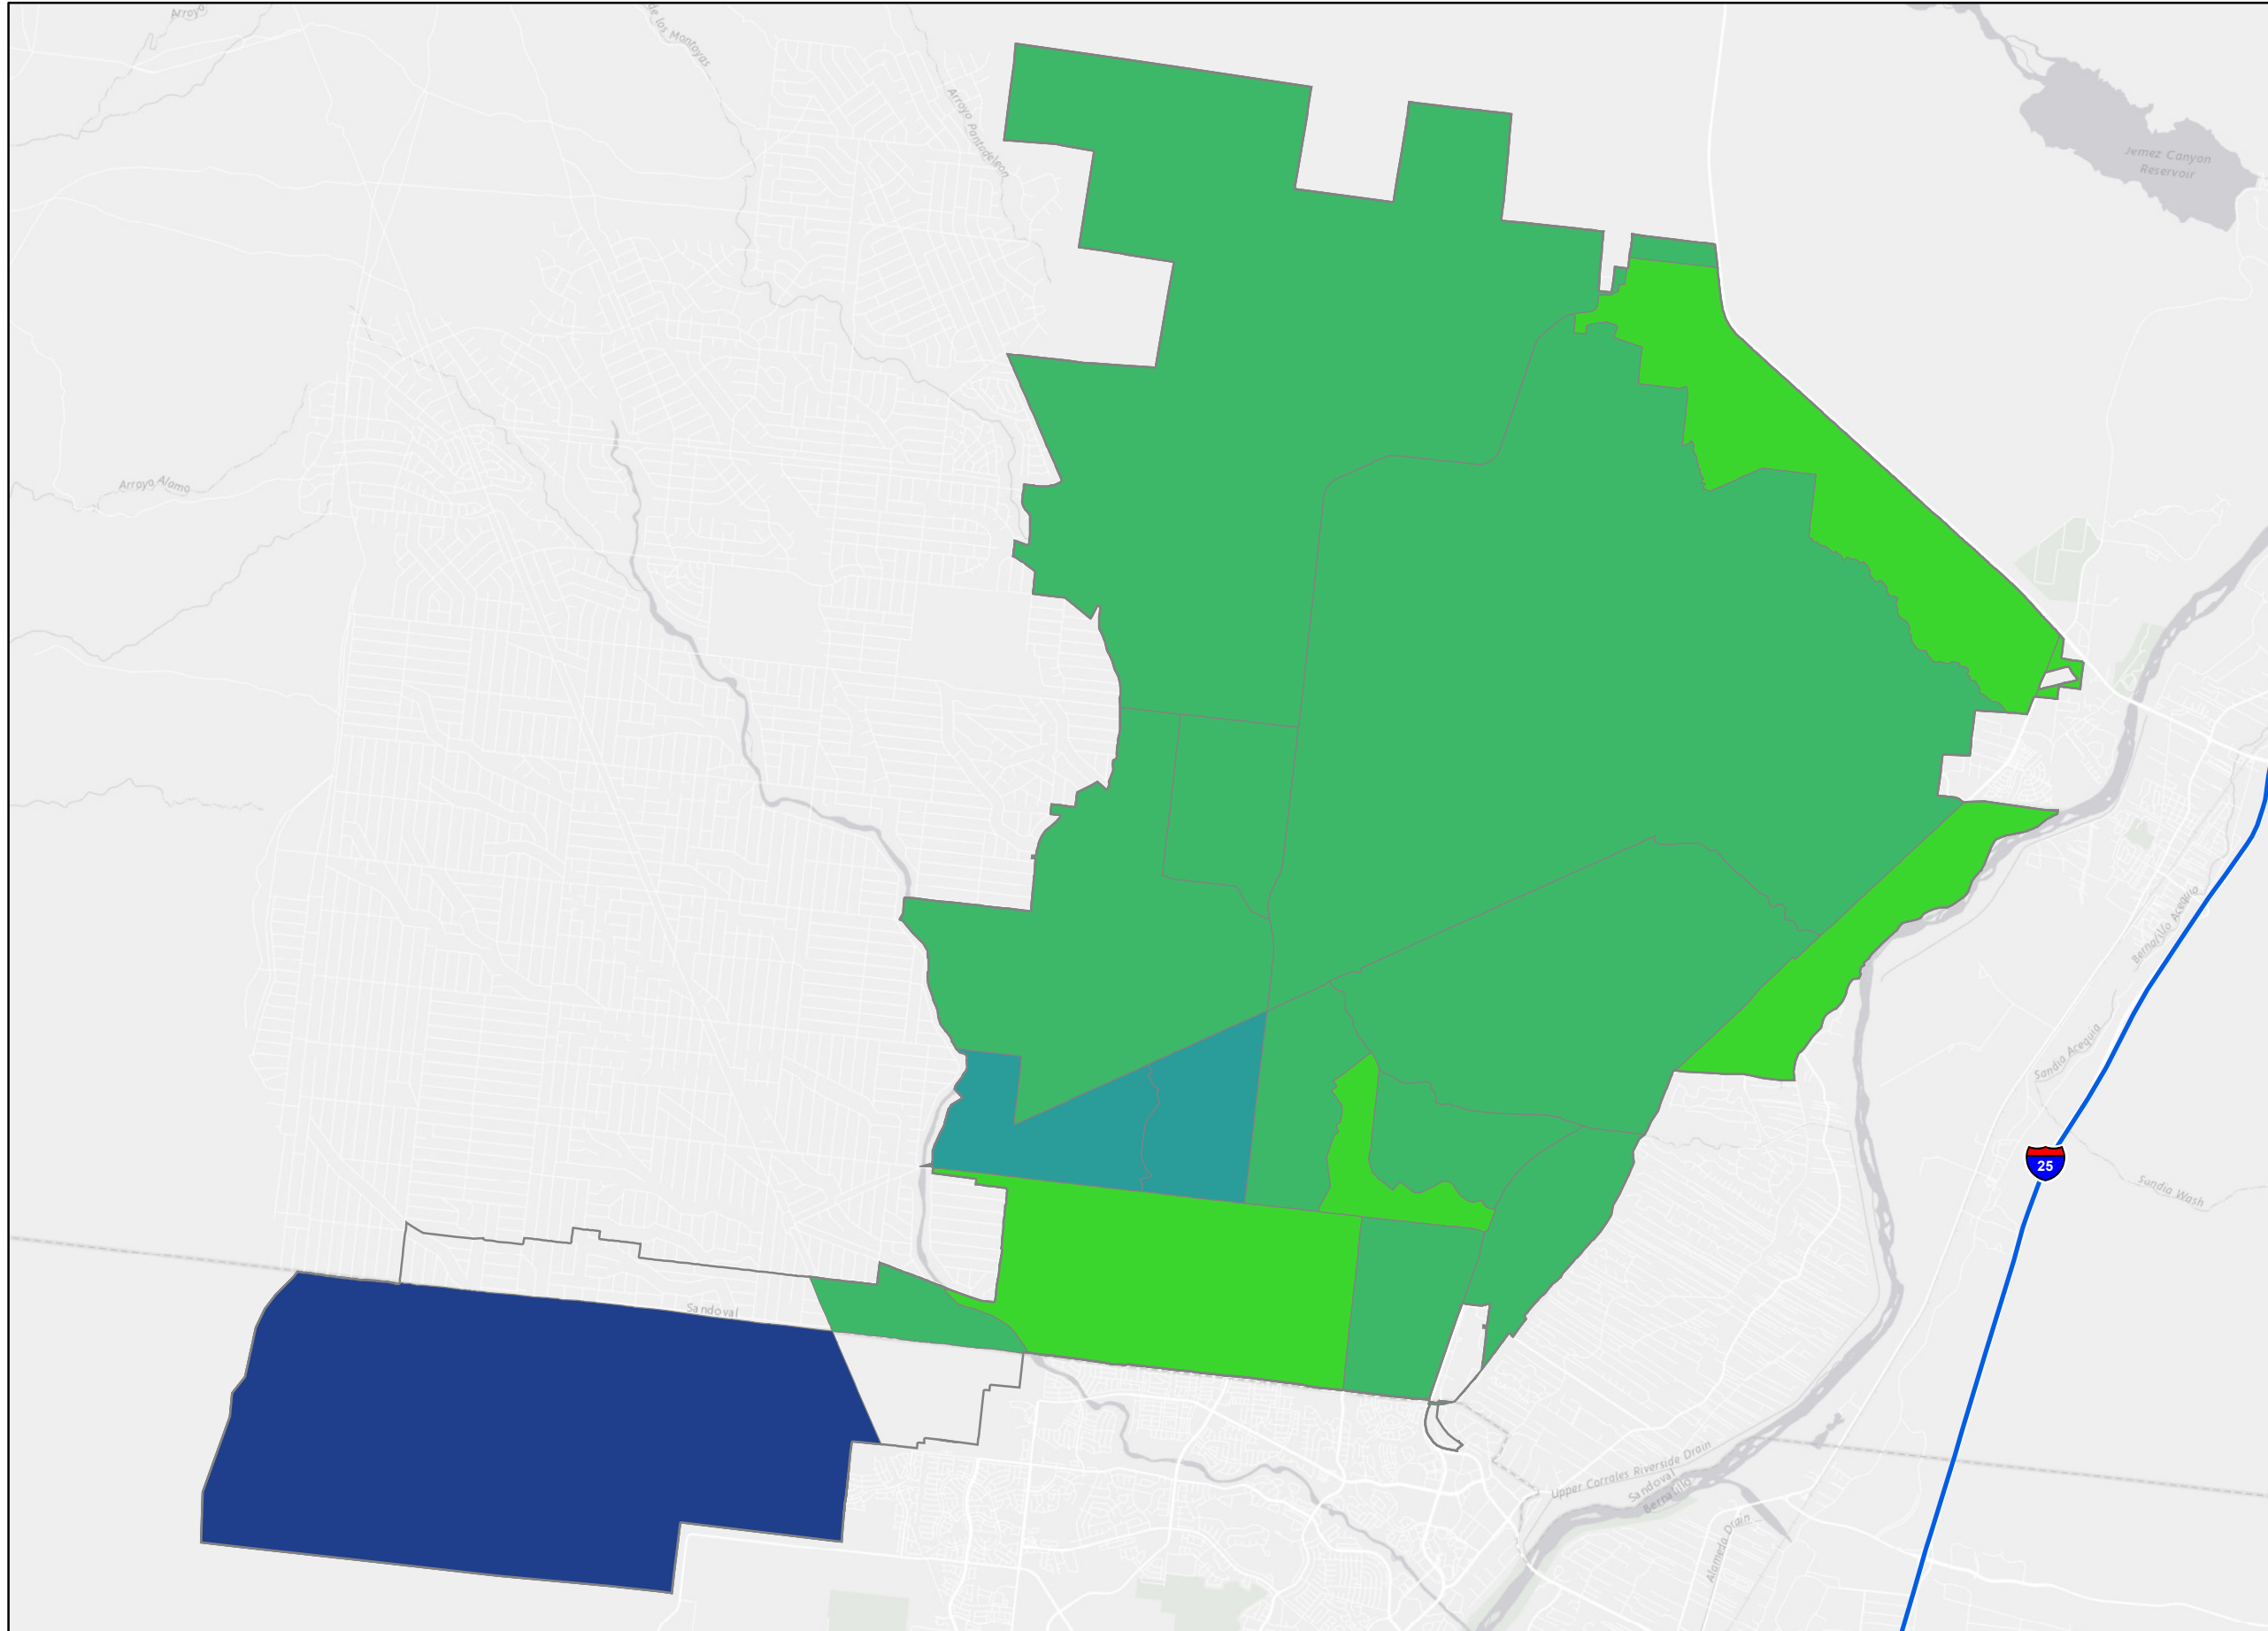 Arroyo
de los Montoyas
Arroyo Pantadeleon
Jemez Canyon
Reservoir
Arroyo Alamo
Bernalillo Acequia
Sandia Acequia
25
Sundia Wash
Sandoval
Upper Corrales Riverside Drain
Sandoval
Bernalillo
Alameda Drain